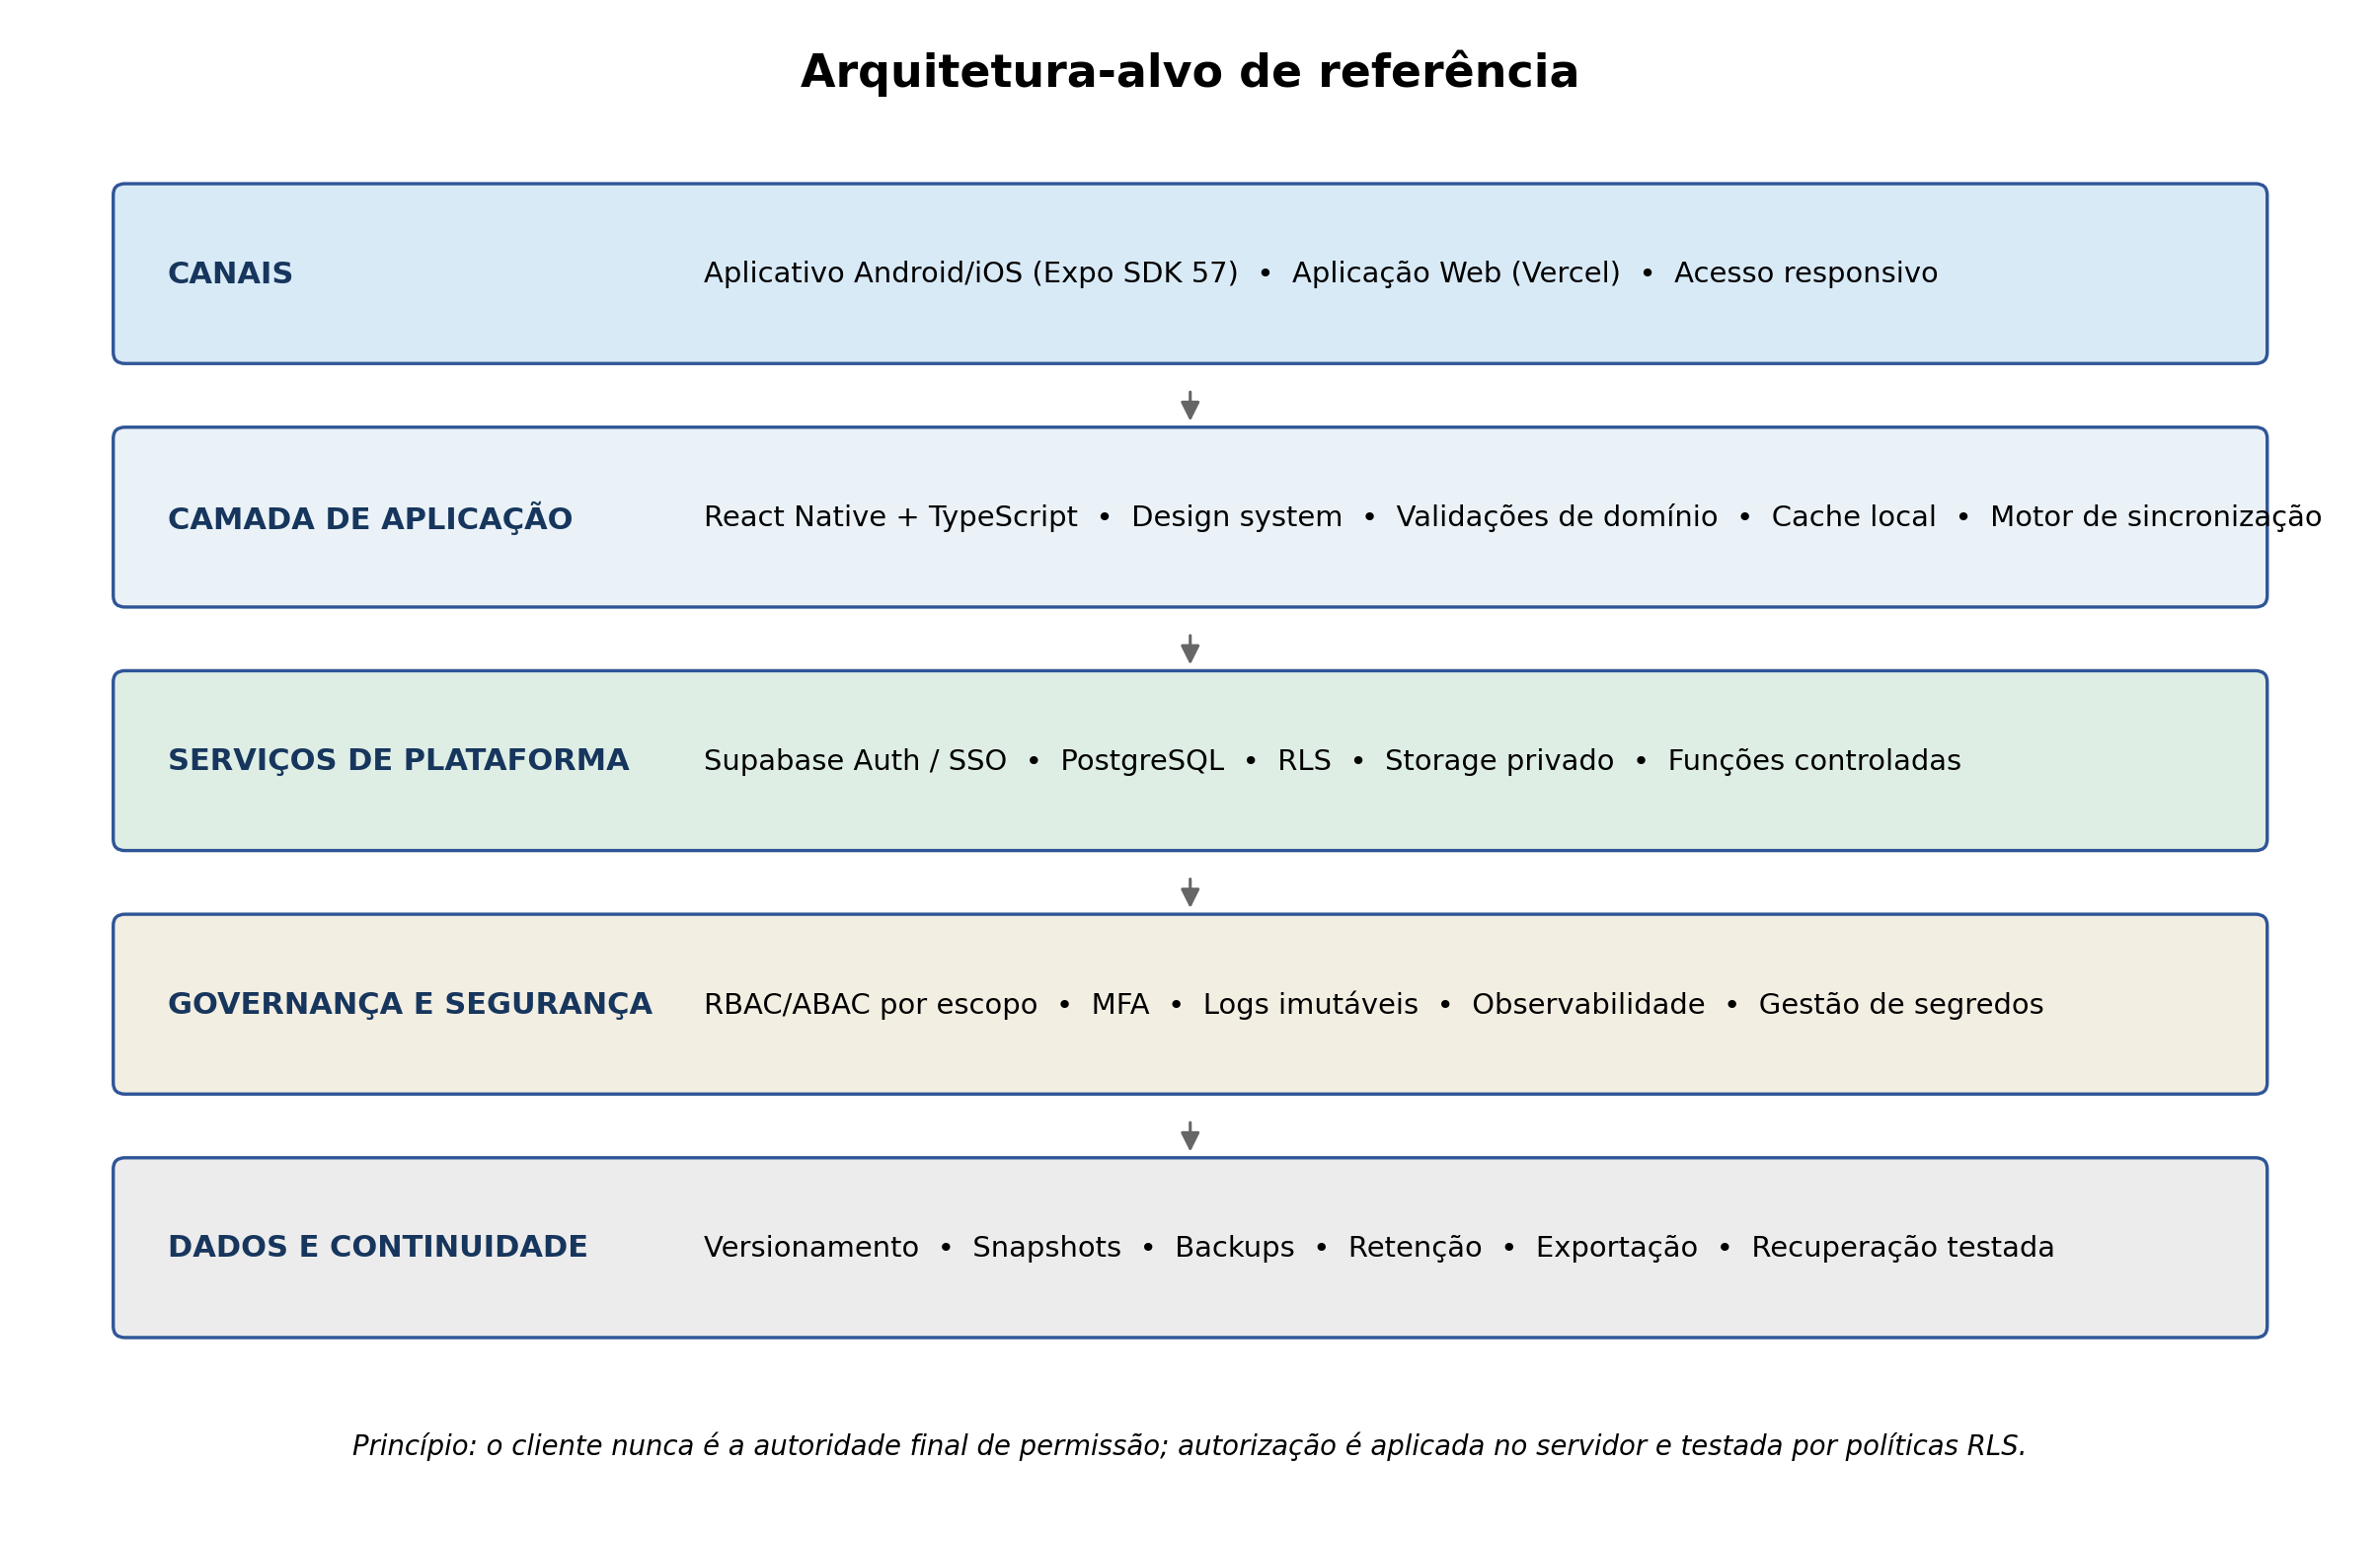 Arquitetura-alvo de referência
CANAIS
Aplicativo Android/iOS (Expo SDK 57) • Aplicação Web (Vercel) • Acesso responsivo
CAMADA DE APLICAÇÃO
React Native + TypeScript • Design system • Validações de domínio • Cache local • Motor de sincronização
SERVIÇOS DE PLATAFORMA
Supabase Auth / SSO • PostgreSQL • RLS • Storage privado • Funções controladas
GOVERNANÇA E SEGURANÇA
RBAC/ABAC por escopo • MFA • Logs imutáveis • Observabilidade • Gestão de segredos
DADOS E CONTINUIDADE
Versionamento • Snapshots • Backups • Retenção • Exportação • Recuperação testada
Princípio: o cliente nunca é a autoridade final de permissão; autorização é aplicada no servidor e testada por políticas RLS.